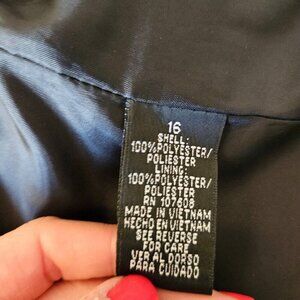 16
SHELL:
100%POLYESTER/
POLIESTER
LINING:
100%POLYESTER/
POLIESTER
RN 107608
MADE IN VIETNAM
HECHO EN VIETNAM
SEE REVERSE
FOR CARE
VER AL DORSO
PARA CUIDADO